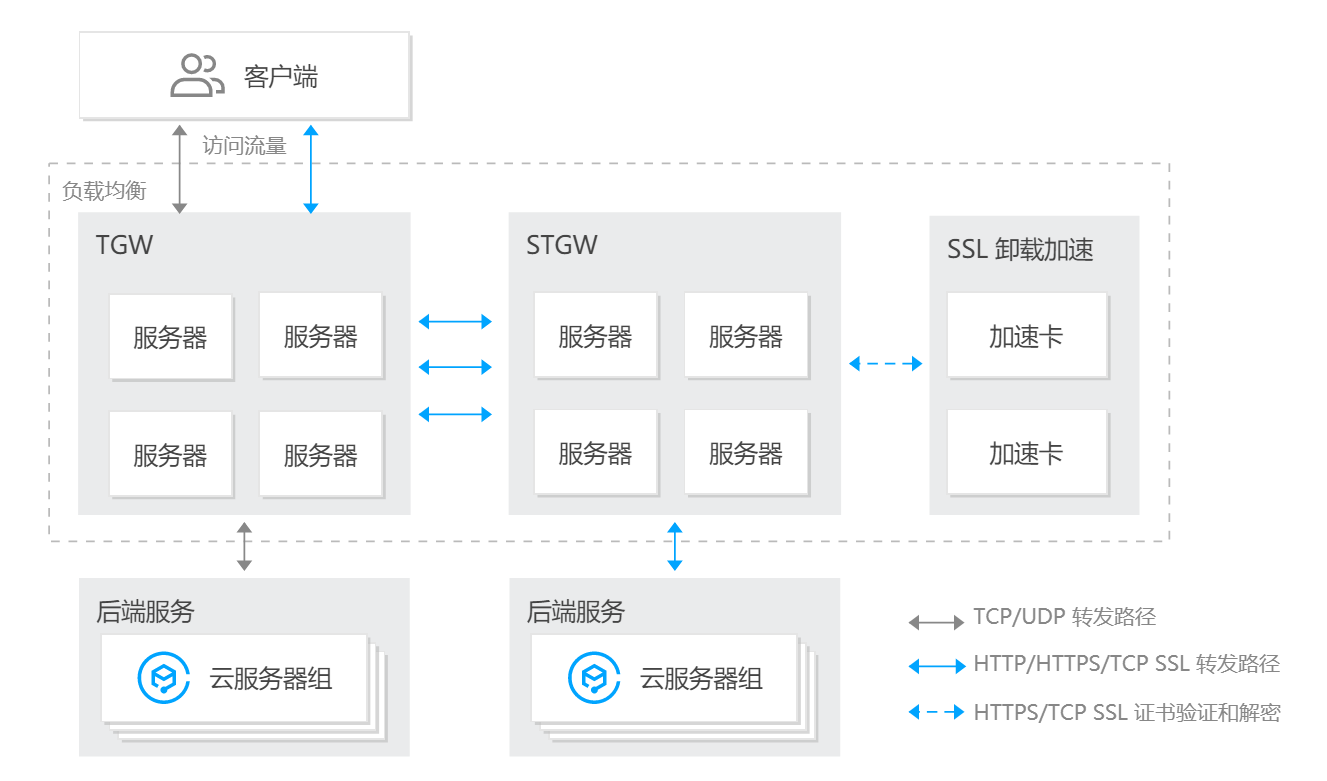 客户端
访问流量
负载均衡
TGW
服务器
服务器
服务器
服务器
STGW
服务器
服务器
服务器
服务器
SSL 卸载加速
加速卡
加速卡
后端服务
云服务器组
后端服务
云服务器组
TCP/UDP 转发路径
HTTP/HTTPS/TCP SSL 转发路径
HTTPS/TCP SSL 证书验证和解密